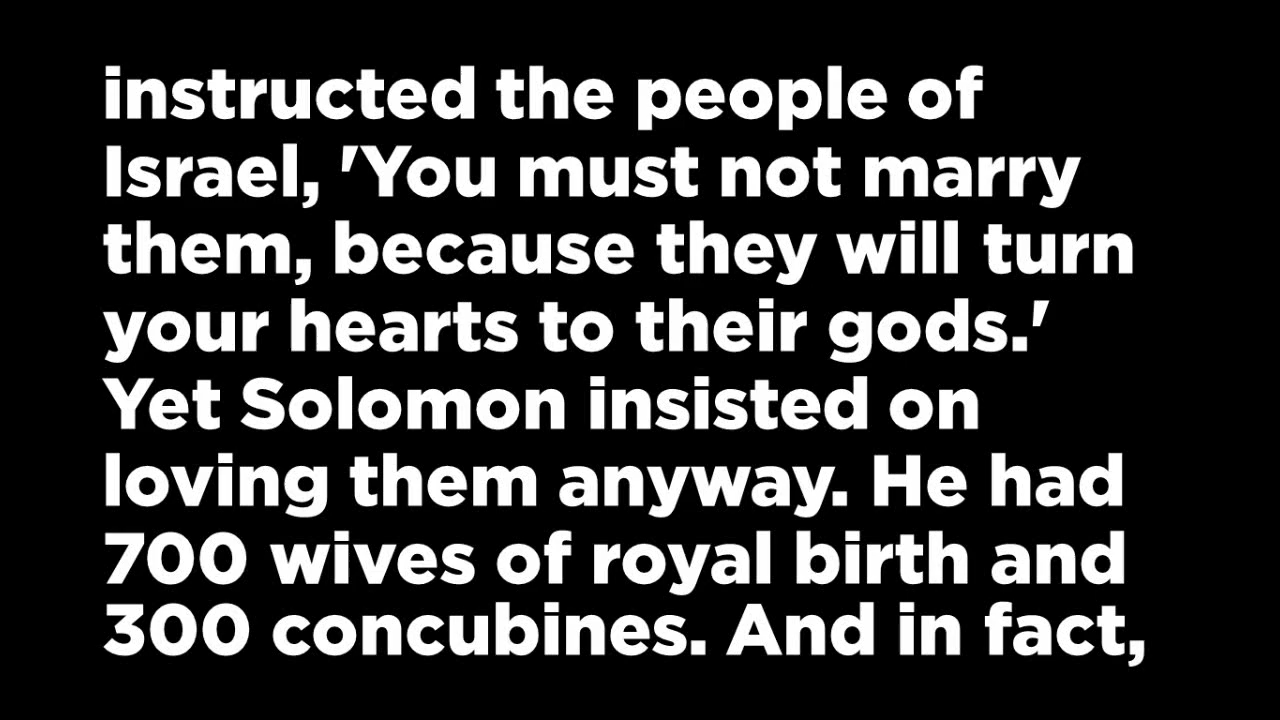 instructed the people of
Israel, 'You must not marry
them, because they will turn
your hearts to their gods.'
Yet Solomon insisted on
loving them anyway. He had
700 wives of royal birth and
300 concubines. And in fact,